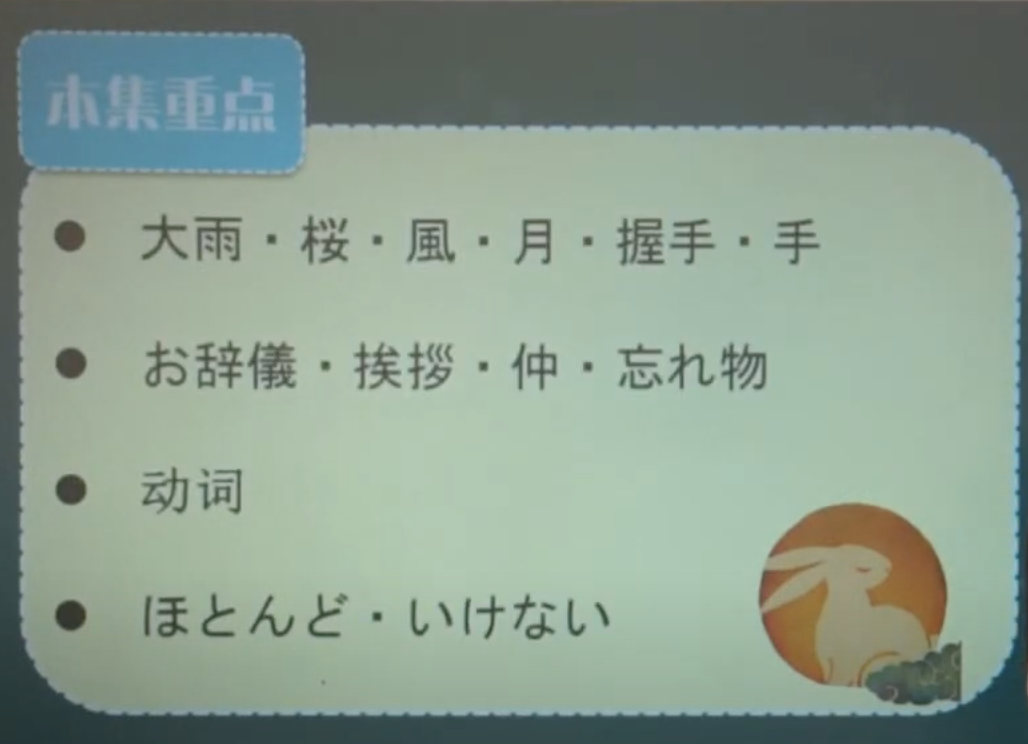 本集重点
● 大雨・桜・風・月・握手・手
● お辞儀・挨拶・仲・忘れ物
● 动词
● ほとんど・いけない